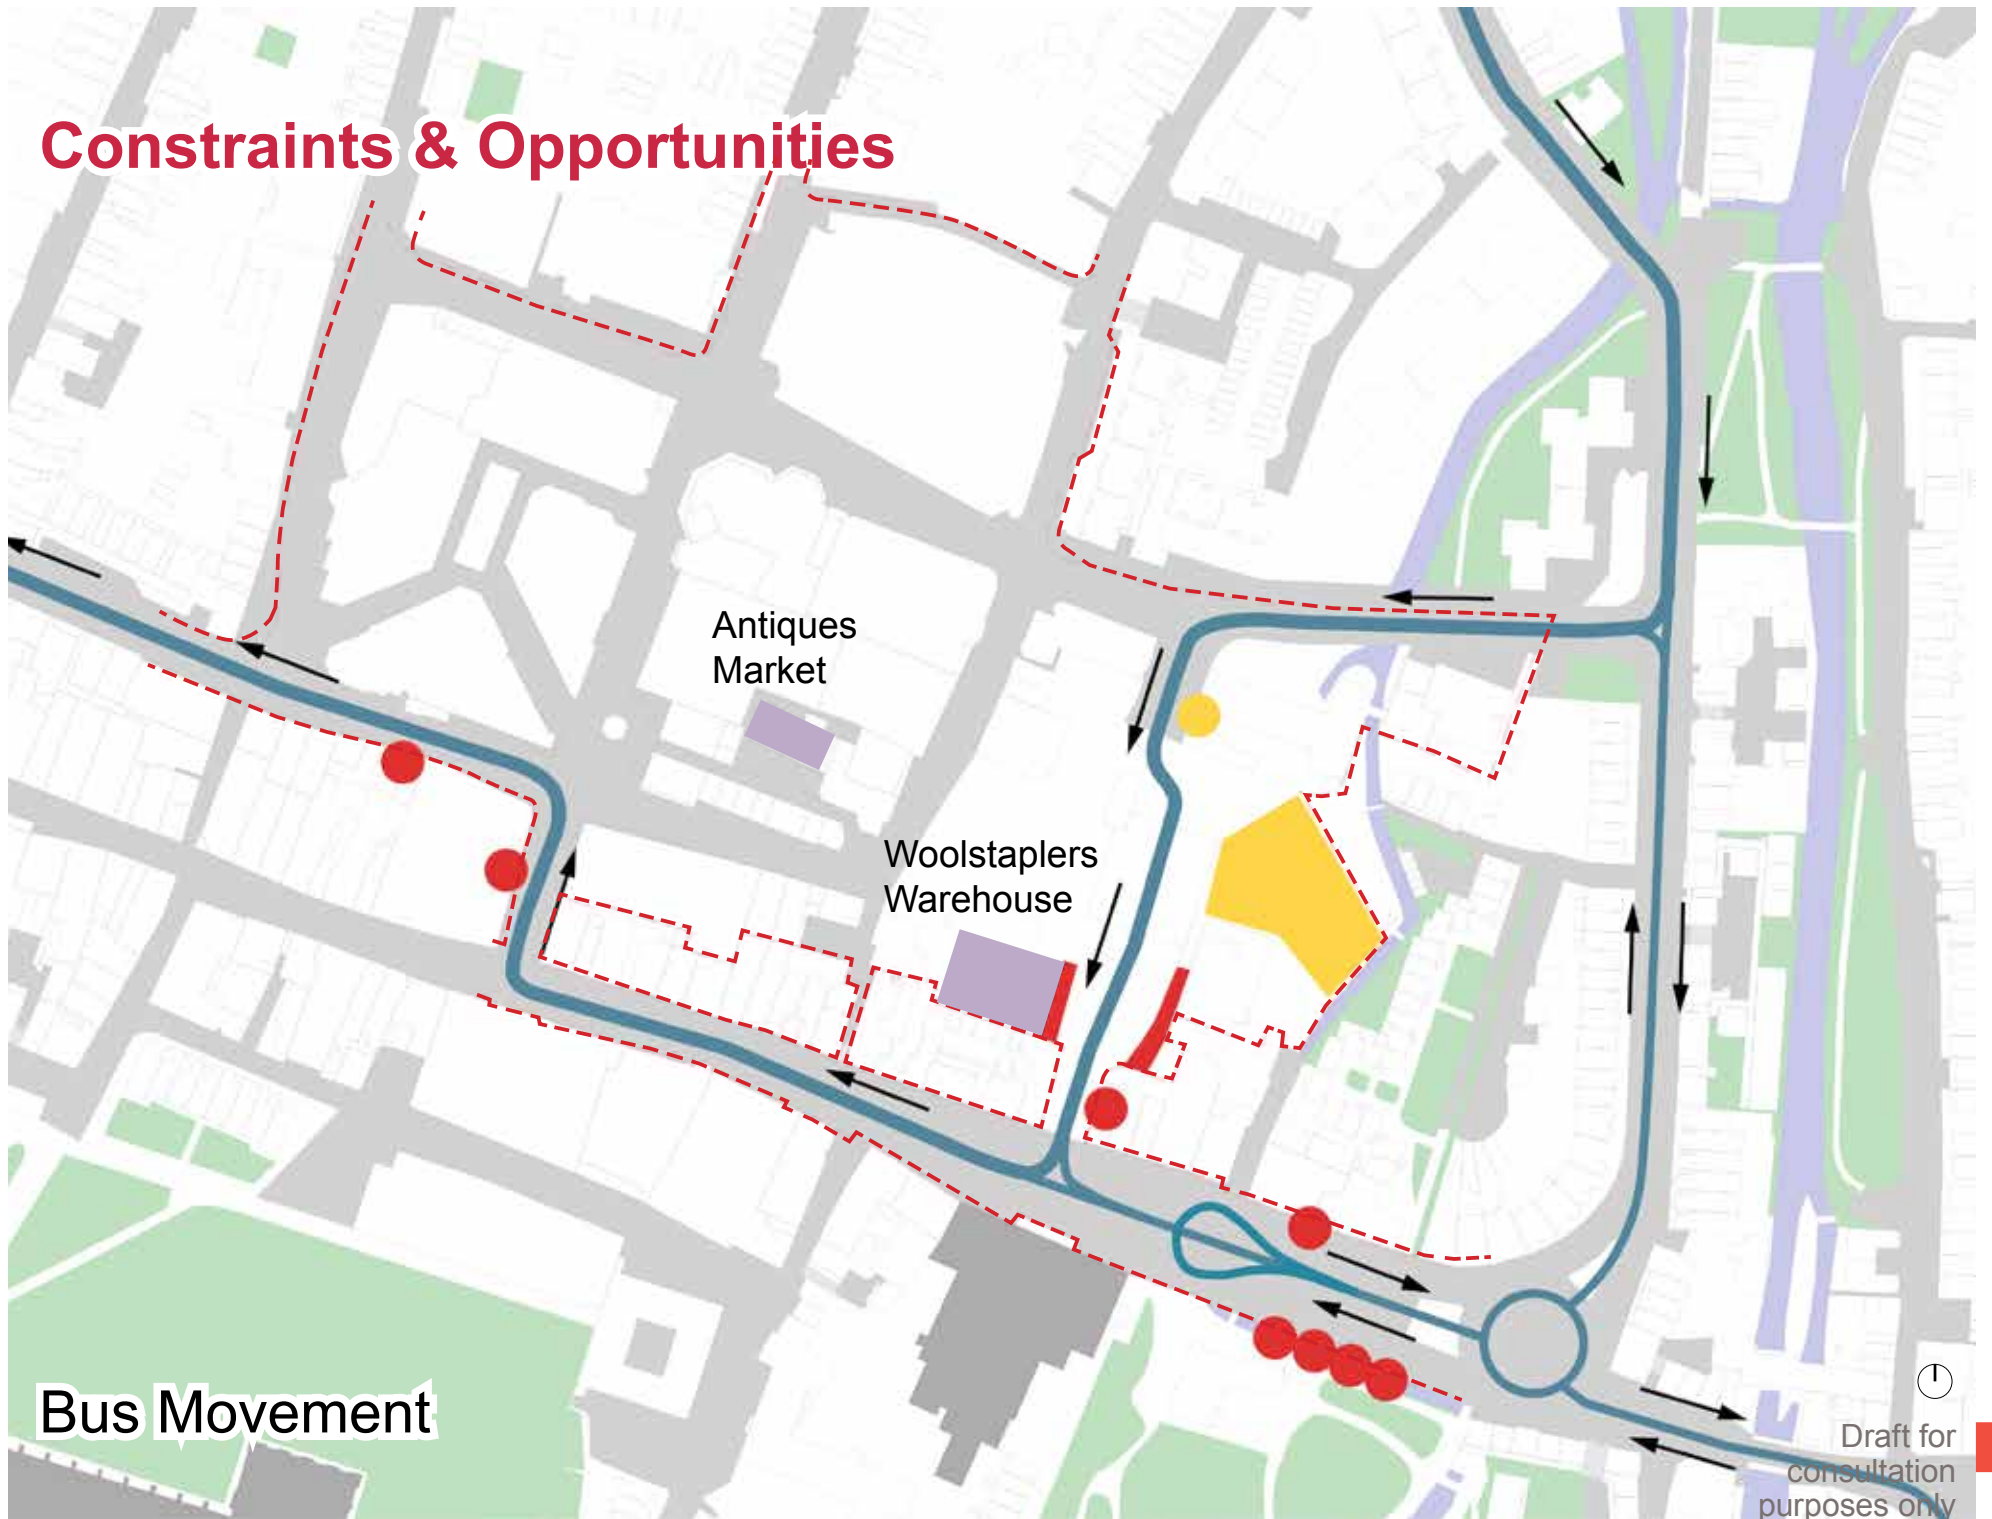 Constraints & Opportunities
Antiques
Market
Woolstaplers
Warehouse
Bus Movement
Draft for
consultation
purposes only